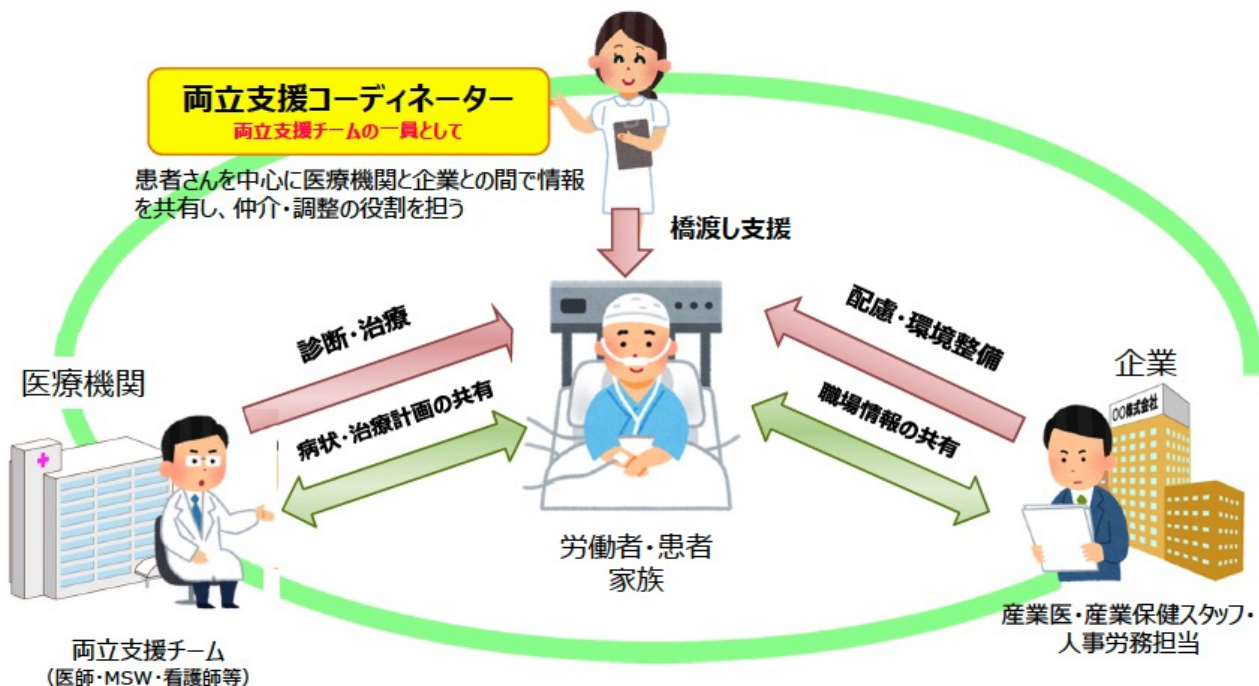 両立支援コーディネーター
両立支援チームの一員として
患者さんを中心に医療機関と企業との間で情報
を共有し、仲介・調整の役割を担う
橋渡し支援
診断・治療
配慮・環境整備
医療機関
企業
病状・治療計画の共有
職場情報の共有
〇〇株式会社
労働者・患者
家族
両立支援チーム
（医師・MSW・看護師等）
産業医・産業保健スタッフ・
人事労務担当